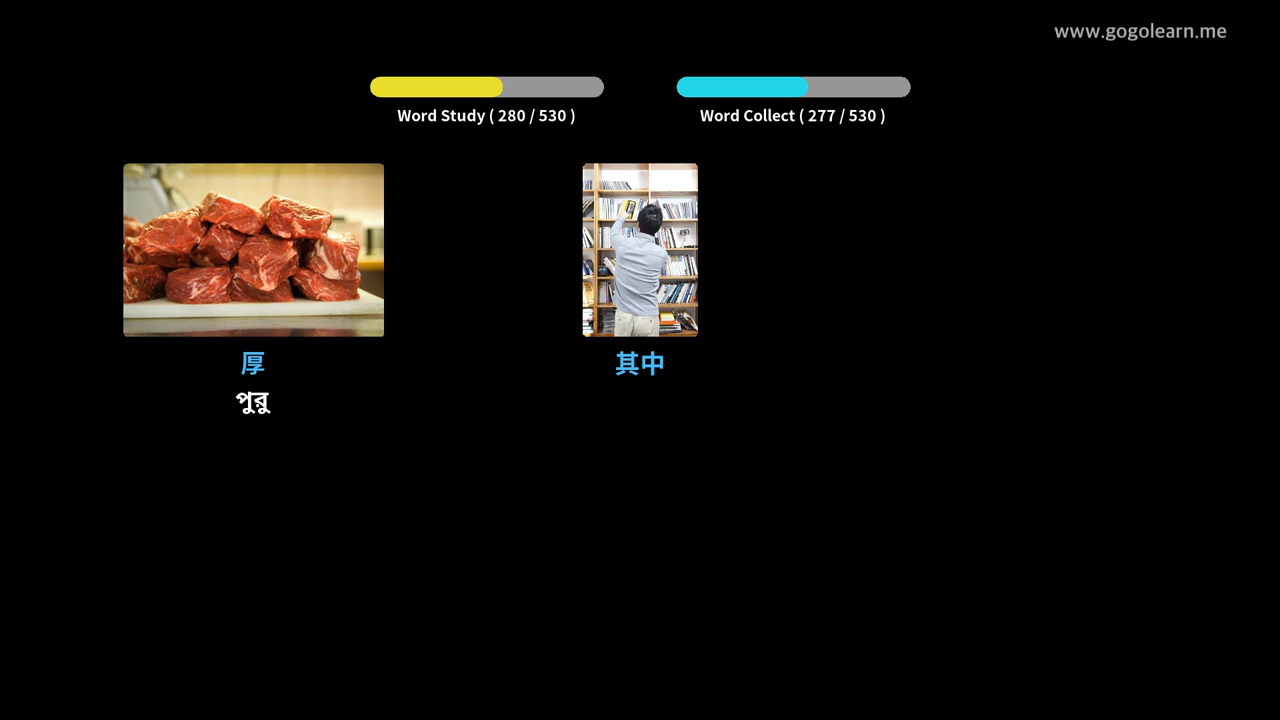 www.gogolearn.me
Word Study ( 280 / 530 )
Word Collect ( 277 / 530 )
厚
পুরু
其中